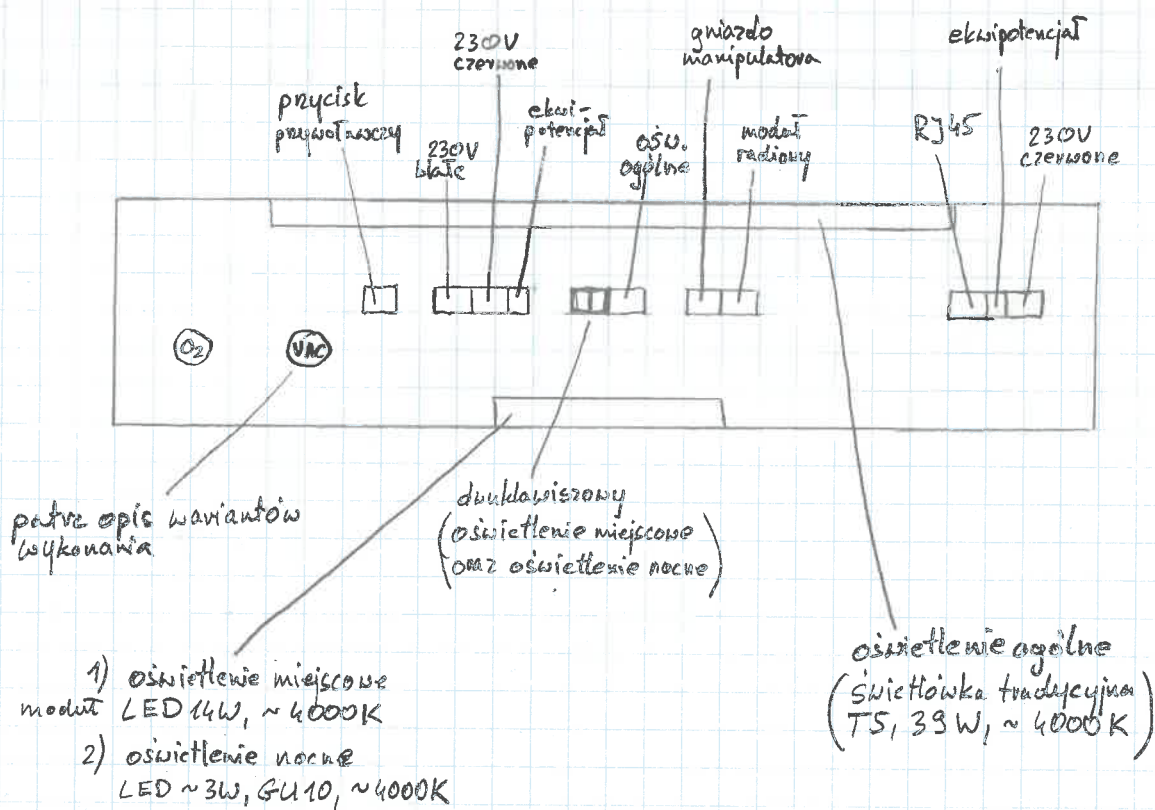 230V
czerwone
gniazdo
manipulatora
ekwipotencjał
przycisk
przywoławczy
230V
białe
ekwi-
potencjał
ośw.
ogólne
moduł
radiowy
RJ45
230V
czerwone
O2
VAC
patrz opis wariantów
wykonania
dwuklawiszowy
(oświetlenie miejscowe
oraz oświetlenie nocne)
1) oświetlenie miejscowe
moduł LED 14W, ~4000K
2) oświetlenie nocne
LED ~3W, GU10, ~4000K
oświetlenie ogólne
(świetlówka tradycyjna
T5, 39W, ~4000K)